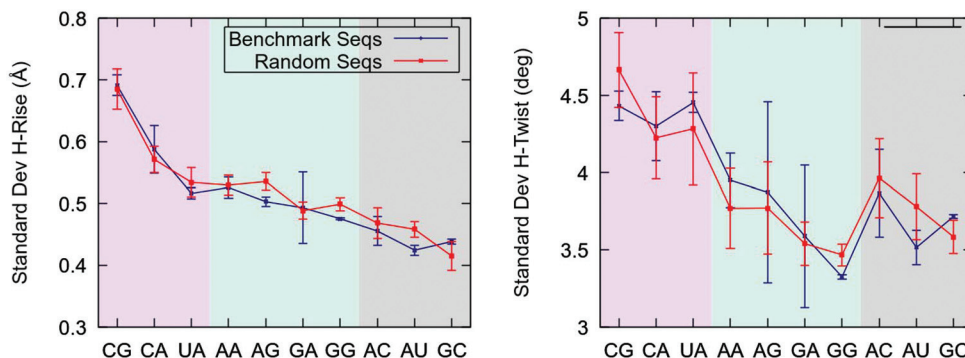 Standard Dev H-Rise (Å)
0.8
0.7
0.6
0.5
0.4
0.3
Benchmark Seqs
Random Seqs
CG CA UA AA AG GA GG AC AU GC
Standard Dev H-Twist (deg)
5
4.5
4
3.5
3
CG CA UA AA AG GA GG AC AU GC